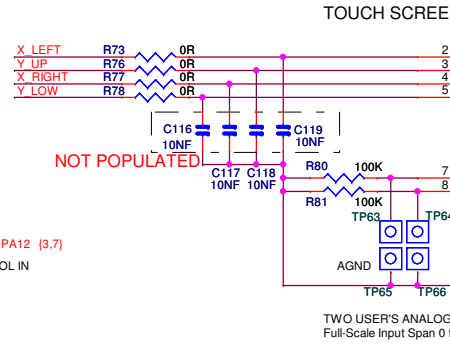 TOUCH SCREE
X_LEFT R73 0R 2
Y_UP R76 0R 3
X_RIGHT R77 0R 4
Y_LOW R78 0R 5
C116 C119
10NF 10NF
NOT POPULATED
C117 C118
10NF 10NF
R80 100K 7
R81 100K 8
TP63 TP64
PA12 {3,7}
OL IN
AGND
TP65 TP66
TWO USER'S ANALOG
Full-Scale Input Span 0